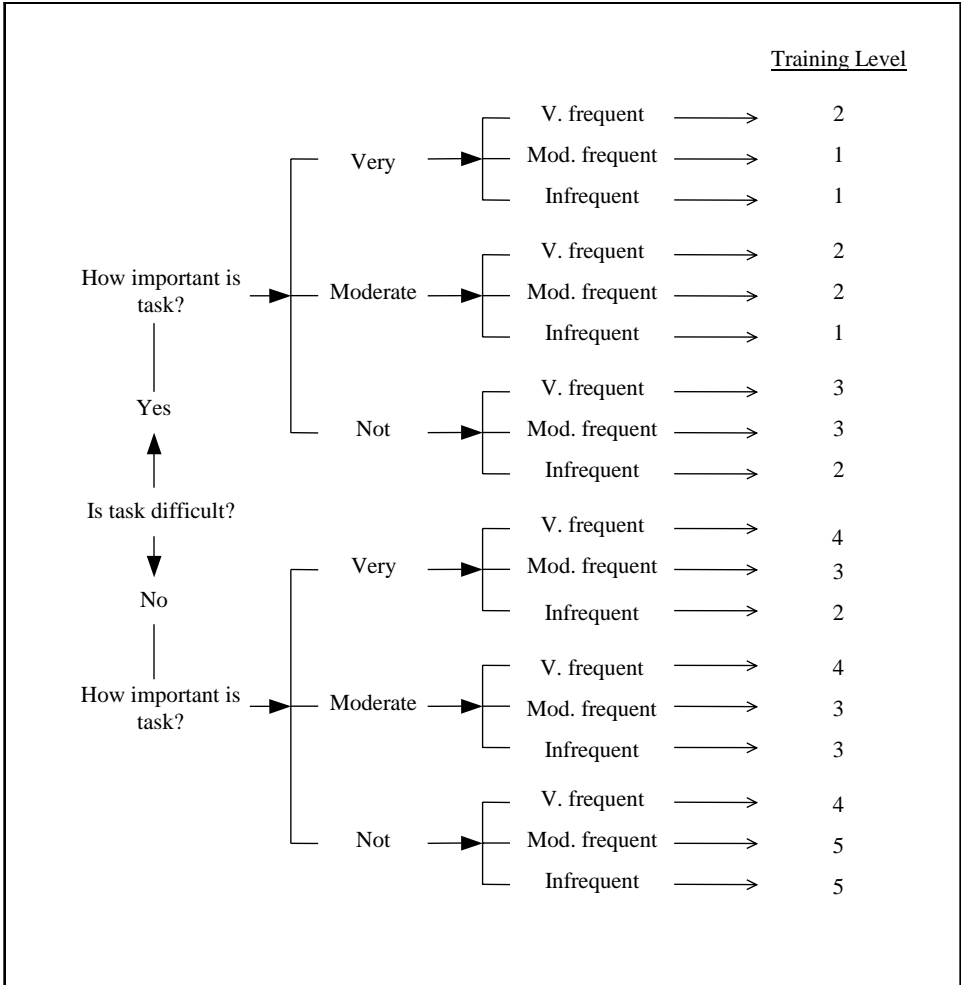 Training Level
V. frequent 2
Very Mod. frequent 1
Infrequent 1
V. frequent 2
How important is
task?
Moderate Mod. frequent 2
Infrequent 1
V. frequent 3
Yes
Not Mod. frequent 3
Infrequent 2
Is task difficult?
V. frequent 4
Very Mod. frequent 3
No
Infrequent 2
V. frequent 4
How important is
task?
Moderate Mod. frequent 3
Infrequent 3
V. frequent 4
Not Mod. frequent 5
Infrequent 5